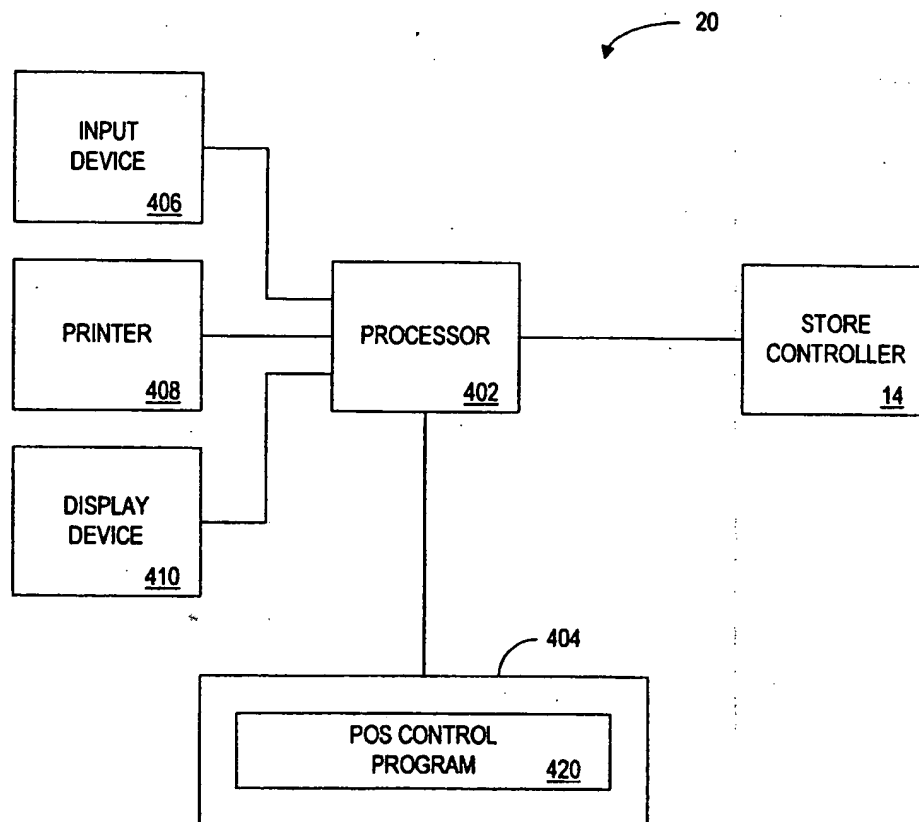 20
INPUT
DEVICE
406
PRINTER
408
DISPLAY
DEVICE
410
PROCESSOR
402
STORE
CONTROLLER
14
404
POS CONTROL
PROGRAM
420